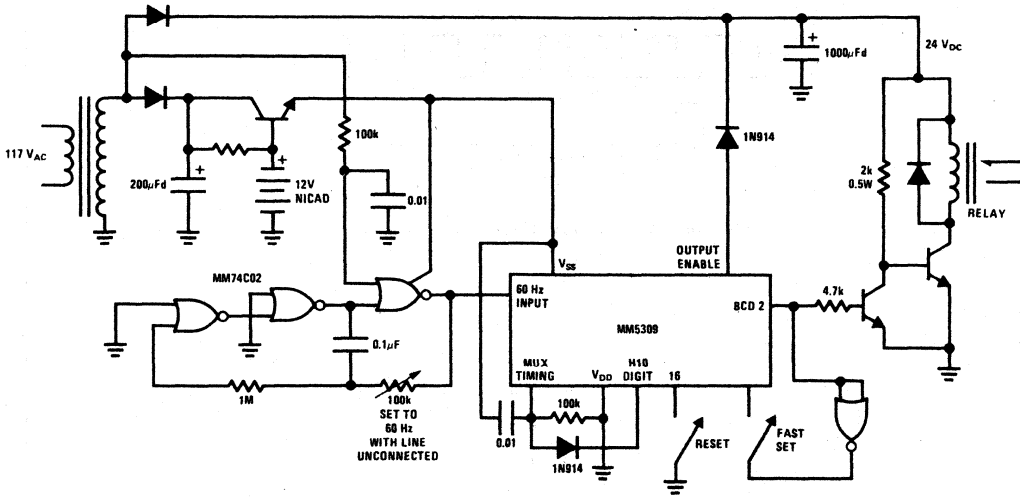 +
1000µFd
24 VDC
1N914
100k
117 VAC
+
200µFd
+
12V
NICAD
0.01
2k
0.5W
RELAY
VSS
OUTPUT
ENABLE
MM74C02
60 Hz
INPUT
BCD 2
4.7k
MM5309
0.1µF
MUX
TIMING
VDD
H10
DIGIT
16
1M
100k
SET TO
60 Hz
WITH LINE
UNCONNECTED
0.01
100k
1N914
RESET
FAST
SET